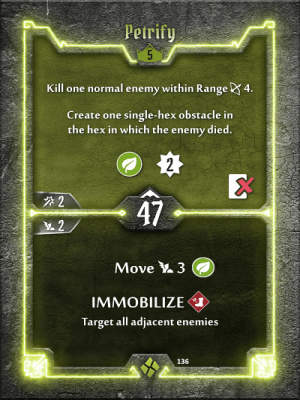 Petrify
5
Kill one normal enemy within Range 4.
Create one single-hex obstacle in
the hex in which the enemy died.
2
2
47
2
Move 3
IMMOBILIZE
Target all adjacent enemies
136